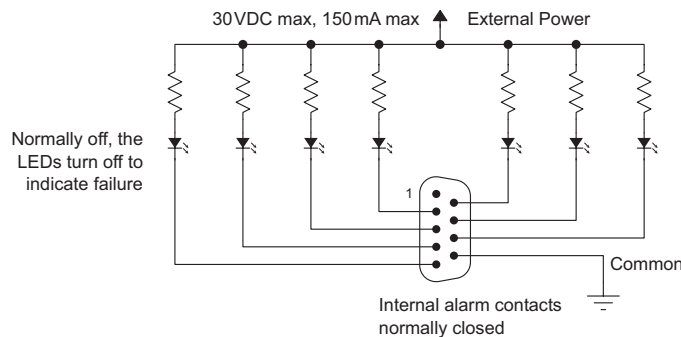 30VDC max, 150mA max External Power
Normally off, the
LEDs turn off to
indicate failure
1
Common
Internal alarm contacts
normally closed